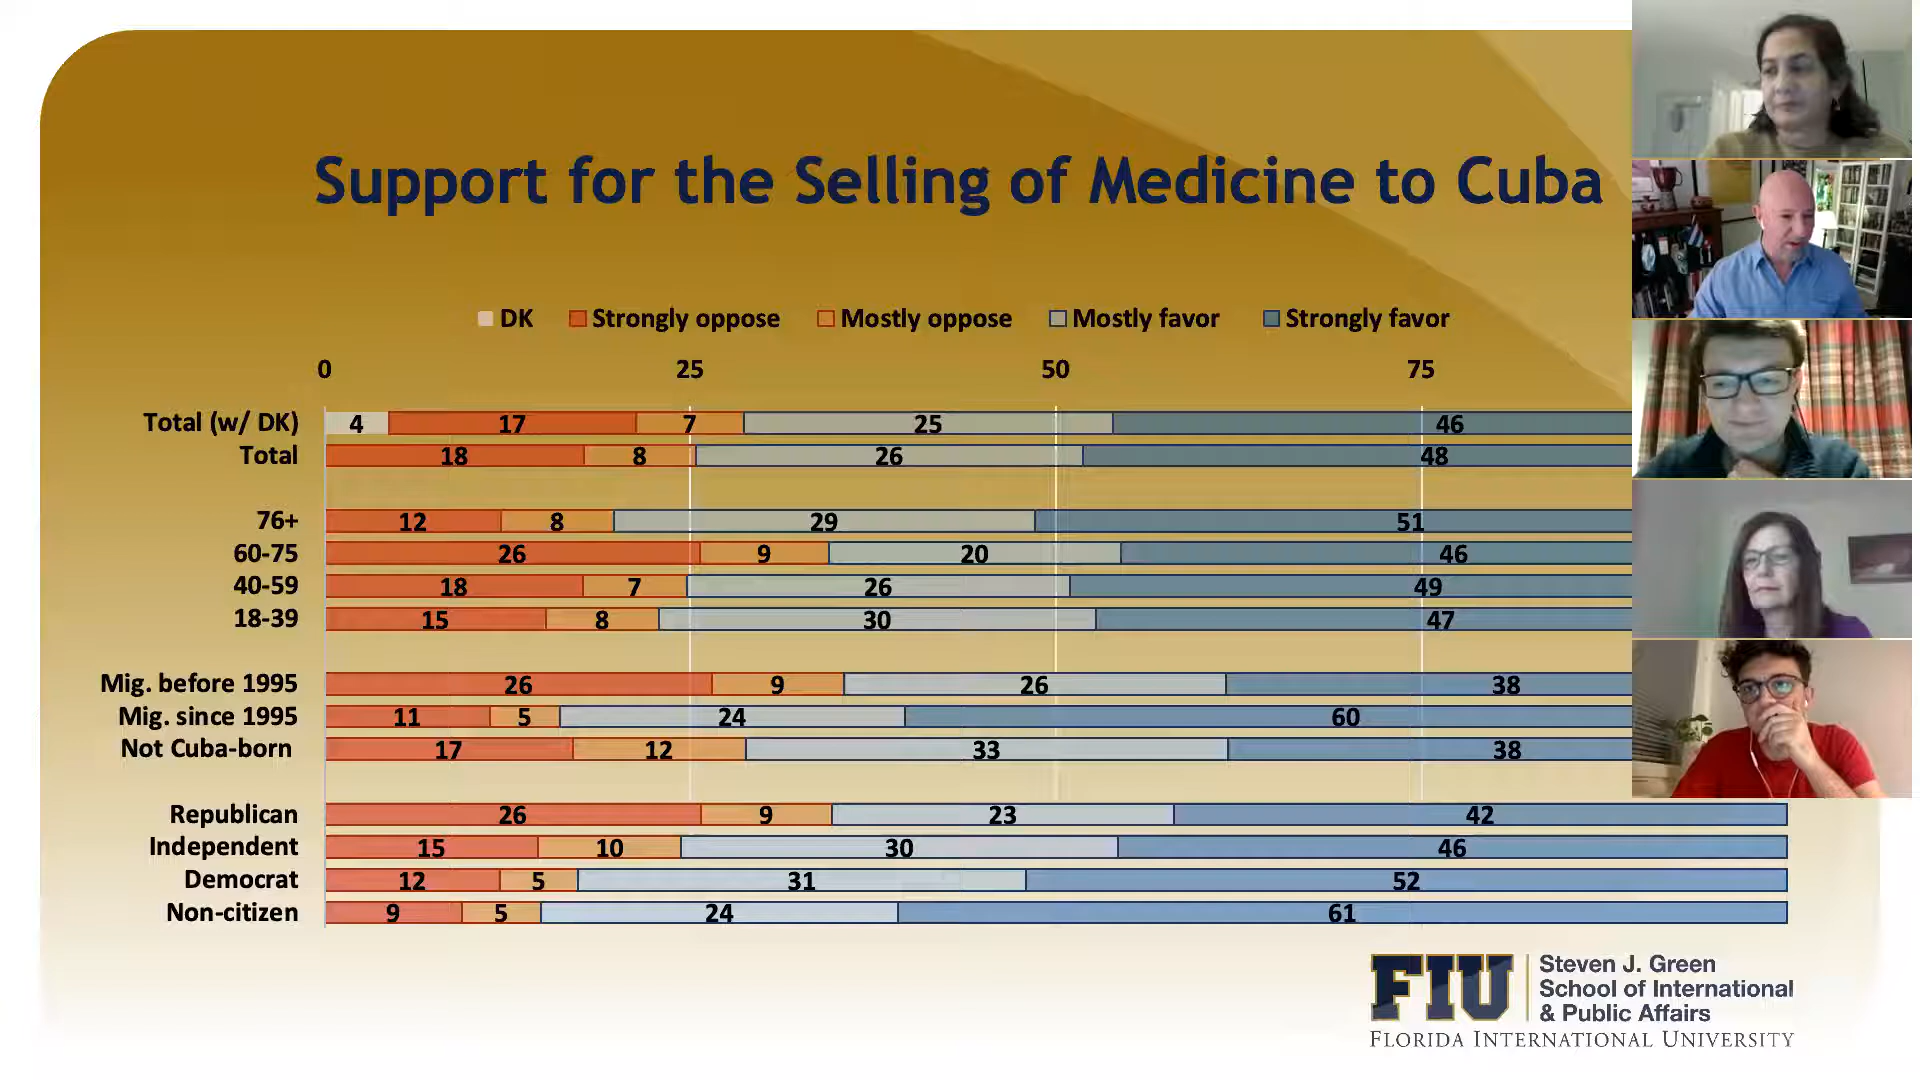 Support for the Selling of Medicine to Cuba
DK Strongly oppose Mostly oppose Mostly favor Strongly favor
0 25 50 75
Total (w/ DK) 4 17 7 25 46
Total 18 8 26 48
76+ 12 8 29 51
60-75 26 9 20 46
40-59 18 7 26 49
18-39 15 8 30 47
Mig. before 1995 26 9 26 38
Mig. since 1995 11 5 24 60
Not Cuba-born 17 12 33 38
Republican 26 9 23 42
Independent 15 10 30 46
Democrat 12 5 31 52
Non-citizen 9 5 24 61
FIU
Steven J. Green
School of International
& Public Affairs
FLORIDA INTERNATIONAL UNIVERSITY